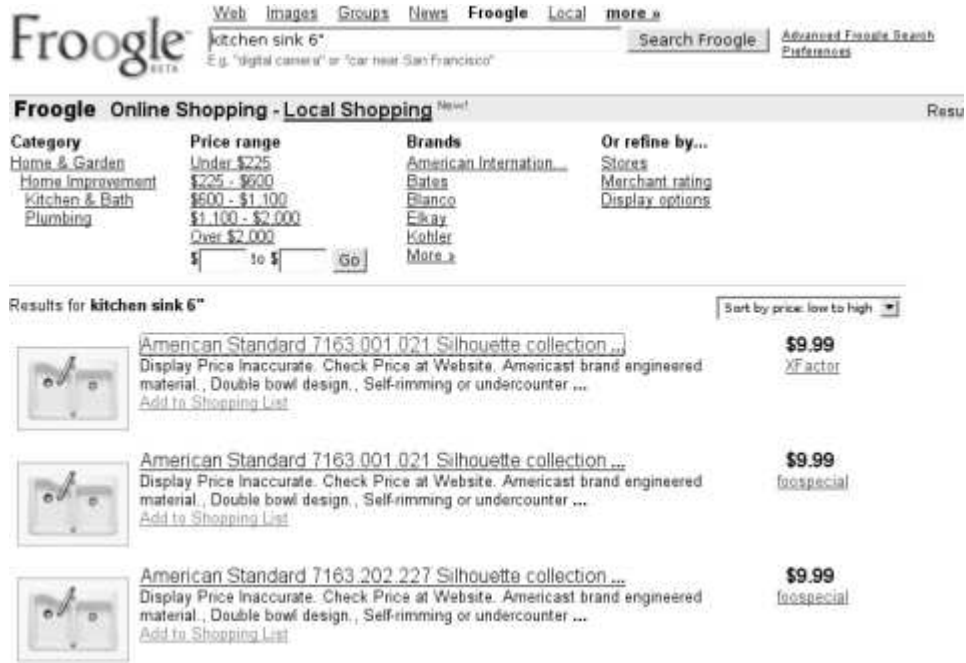 Web Images Groups News Froogle Local more »
Froogle BETA
kitchen sink 6" Search Froogle Advanced Froogle Search
Preferences
E.g. "digital camera" or "car near San Francisco"
Froogle Online Shopping - Local Shopping New! Resu
Category Price range Brands Or refine by...
Home & Garden Under $225 American Internation... Stores
Home Improvement $225 - $600 Bates Merchant rating
Kitchen & Bath $600 - $1,100 Blanco Display options
Plumbing $1,100 - $2,000 Elkay
Over $2,000 Kohler
$ to $ Go More »
Results for kitchen sink 6" Sort by price: low to high
American Standard 7163.001.021 Silhouette collection ... $9.99
Display Price Inaccurate. Check Price at Website. Americast brand engineered XFactor
material., Double bowl design., Self-rimming or undercounter ...
Add to Shopping List
American Standard 7163.001.021 Silhouette collection ... $9.99
Display Price Inaccurate. Check Price at Website. Americast brand engineered foospecial
material., Double bowl design., Self-rimming or undercounter ...
Add to Shopping List
American Standard 7163.202.227 Silhouette collection ... $9.99
Display Price Inaccurate. Check Price at Website. Americast brand engineered foospecial
material., Double bowl design., Self-rimming or undercounter ...
Add to Shopping List